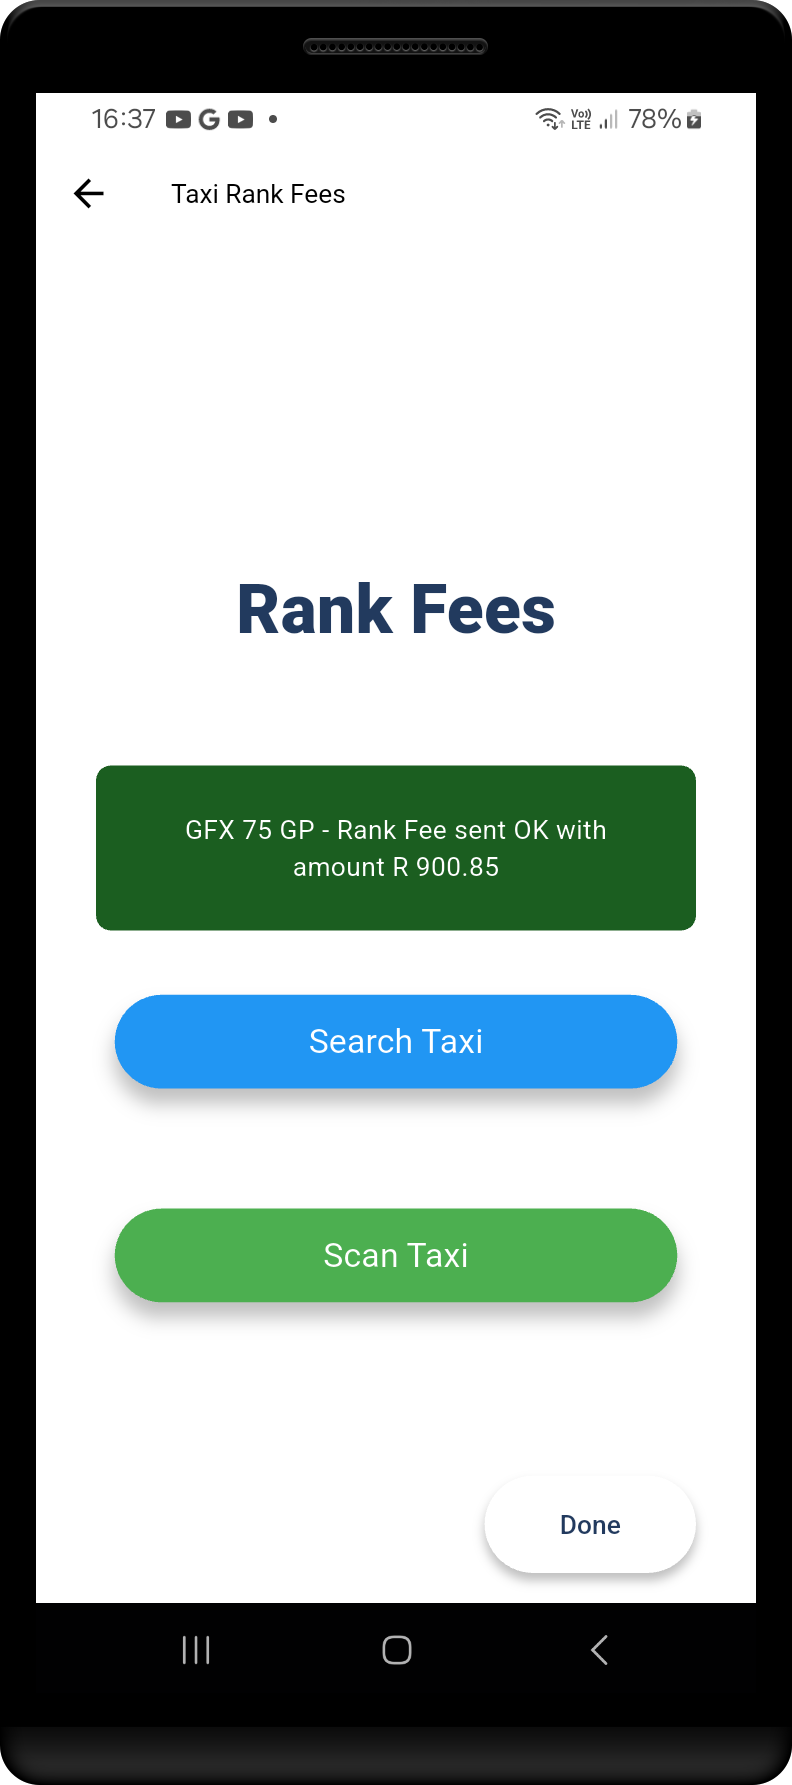 16:37
Vo)) LTE
78%
Taxi Rank Fees
Rank Fees
GFX 75 GP - Rank Fee sent OK with
amount R 900.85
Search Taxi
Scan Taxi
Done